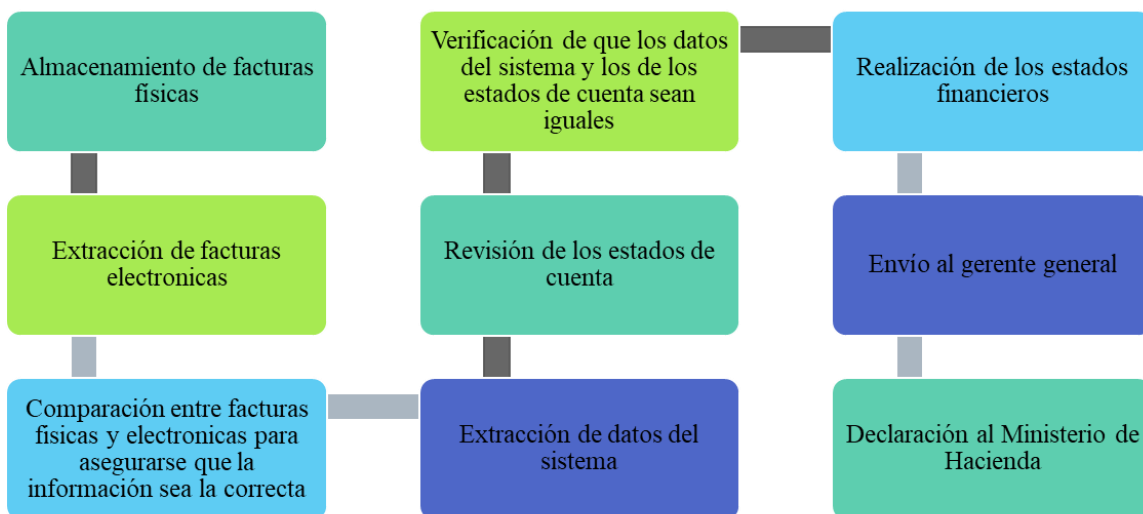 Almacenamiento de facturas
físicas
Extracción de facturas
electronicas
Comparación entre facturas
físicas y electronicas para
asegurarse que la
información sea la correcta
Extracción de datos del
sistema
Revisión de los estados de
cuenta
Verificación de que los datos
del sistema y los de los
estados de cuenta sean
iguales
Realización de los estados
financieros
Envío al gerente general
Declaración al Ministerio de
Hacienda